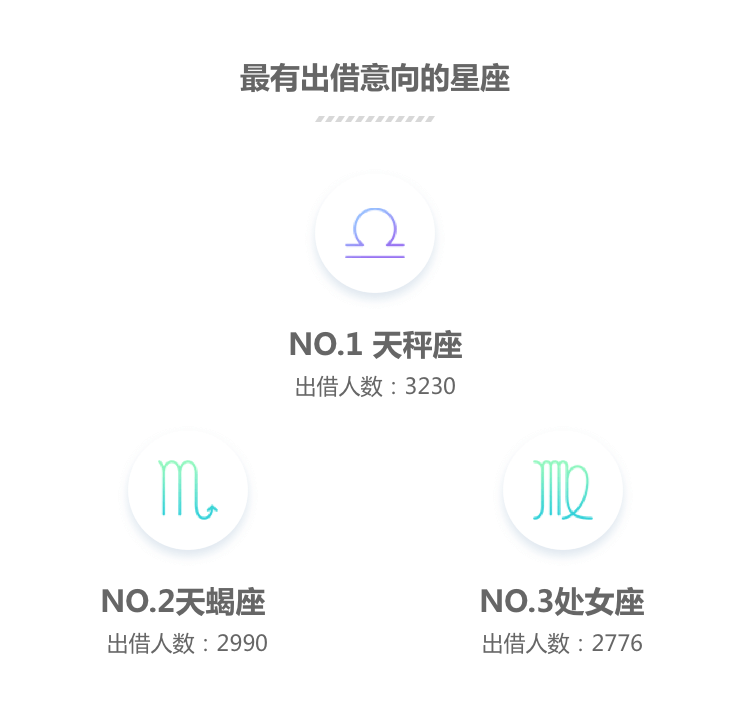 最有出借意向的星座
NO.1 天秤座
出借人数：3230
NO.2天蝎座
出借人数：2990
NO.3处女座
出借人数：2776